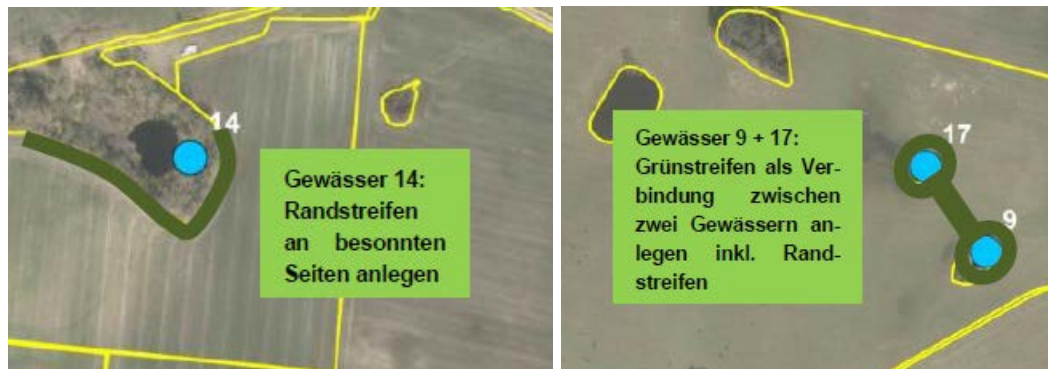 14
Gewässer 14:
Randstreifen
an besonnten
Seiten anlegen
Gewässer 9 + 17:
Grünstreifen als Ver-
bindung zwischen
zwei Gewässern an-
legen inkl. Rand-
streifen
17
9